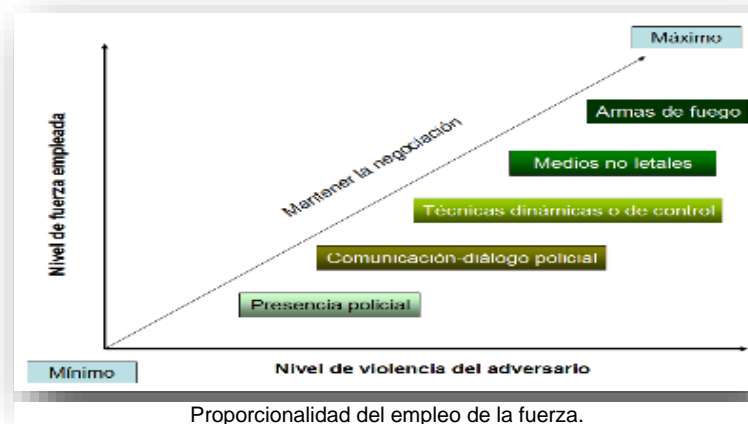 Máximo
Armas de fuego
Medios no letales
Técnicas dinámicas o de control
Comunicación-diálogo policial
Presencia policial
Mantener la negociación
Nivel de fuerza empleada
Mínimo
Nivel de violencia del adversario
Proporcionalidad del empleo de la fuerza.